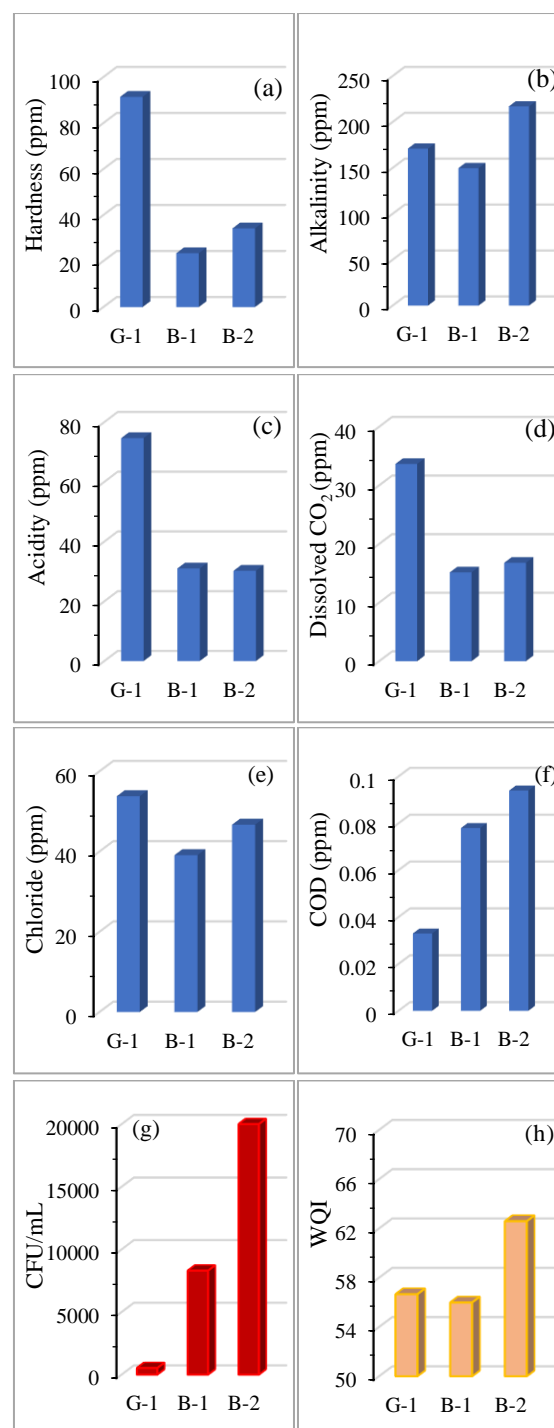 (a)
Hardness (ppm)
100
80
60
40
20
0
G-1 B-1 B-2
(b)
Alkalinity (ppm)
250
200
150
100
50
0
G-1 B-1 B-2
(c)
Acidity (ppm)
80
60
40
20
0
G-1 B-1 B-2
(d)
Dissolved CO₂ (ppm)
40
30
20
10
0
G-1 B-1 B-2
(e)
Chloride (ppm)
60
40
20
0
G-1 B-1 B-2
(f)
COD (ppm)
0.1
0.08
0.06
0.04
0.02
0
G-1 B-1 B-2
(g)
CFU/mL
20000
15000
10000
5000
0
G-1 B-1 B-2
(h)
WQI
70
66
62
58
54
50
G-1 B-1 B-2